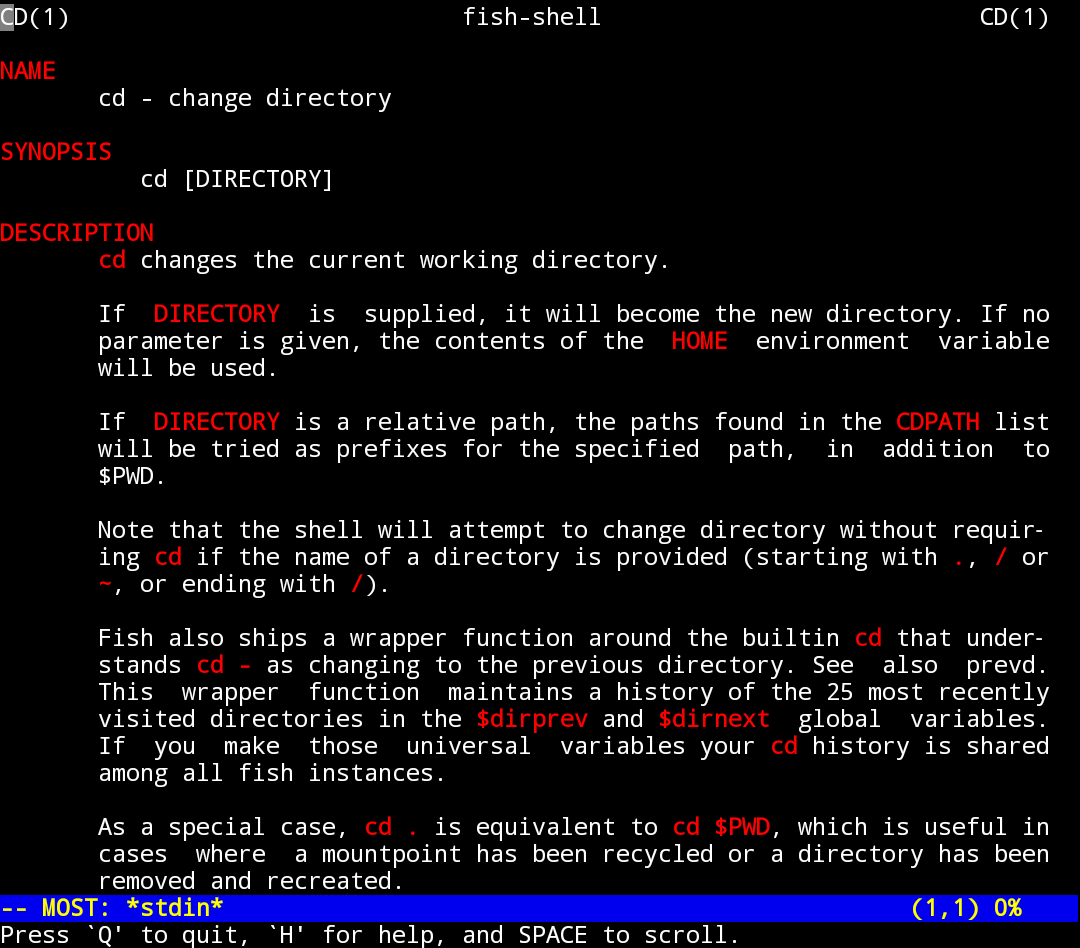 CD(1) fish-shell CD(1)
NAME
cd - change directory
SYNOPSIS
cd [DIRECTORY]
DESCRIPTION
cd changes the current working directory.
If DIRECTORY is supplied, it will become the new directory. If no
parameter is given, the contents of the HOME environment variable
will be used.
If DIRECTORY is a relative path, the paths found in the CDPATH list
will be tried as prefixes for the specified path, in addition to
$PWD.
Note that the shell will attempt to change directory without requir-
ing cd if the name of a directory is provided (starting with ., / or
~, or ending with /).
Fish also ships a wrapper function around the builtin cd that under-
stands cd - as changing to the previous directory. See also prevd.
This wrapper function maintains a history of the 25 most recently
visited directories in the $dirprev and $dirnext global variables.
If you make those universal variables your cd history is shared
among all fish instances.
As a special case, cd . is equivalent to cd $PWD, which is useful in
cases where a mountpoint has been recycled or a directory has been
removed and recreated.
-- MOST: *stdin* (1,1) 0%
Press `Q' to quit, `H' for help, and SPACE to scroll.